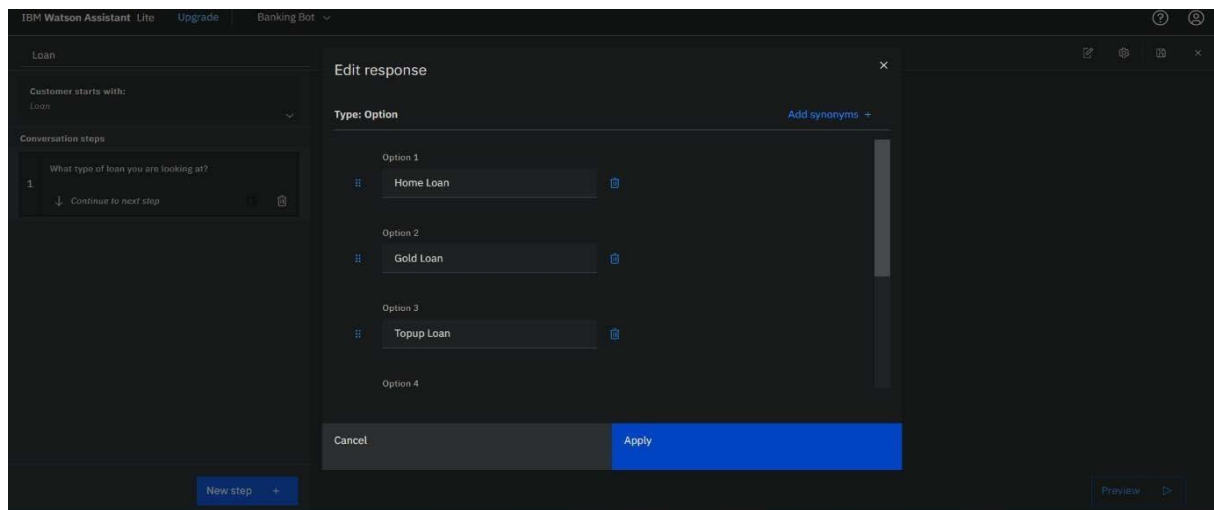 IBM Watson Assistant Lite Upgrade Banking Bot
Loan
Customer starts with:
Loan
Conversation steps
1 What type of loan you are looking at?
Continue to next step
New step +
Edit response
Type: Option Add synonyms +
Option 1
Home Loan
Option 2
Gold Loan
Option 3
Topup Loan
Option 4
Cancel Apply
Preview